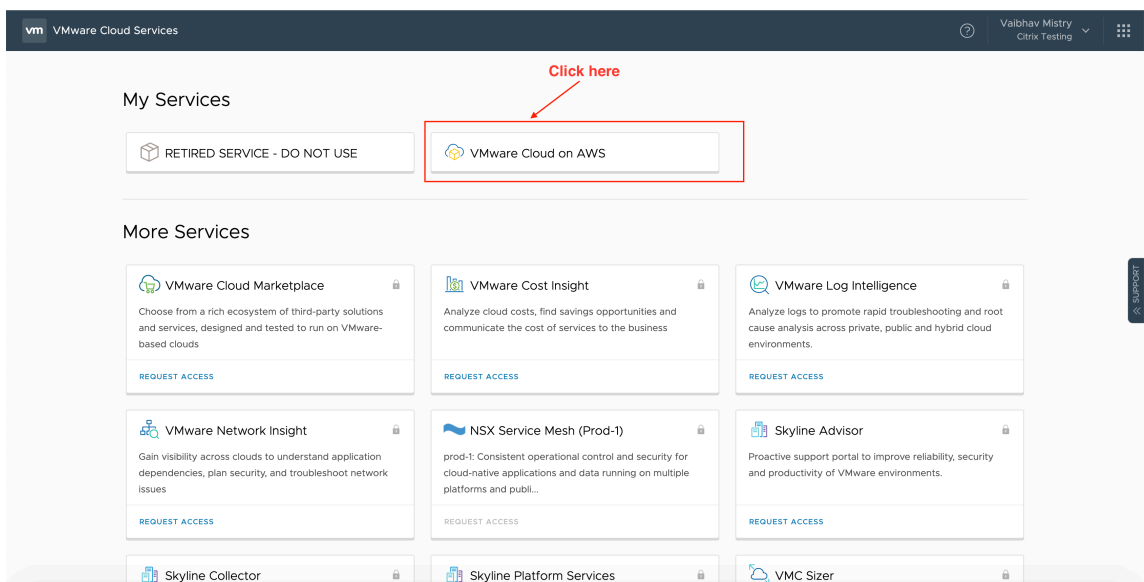 vm VMware Cloud Services
Vaibhav Mistry
Citrix Testing
Click here
My Services
RETIRED SERVICE - DO NOT USE
VMware Cloud on AWS
More Services
VMware Cloud Marketplace
Choose from a rich ecosystem of third-party solutions
and services, designed and tested to run on VMware-
based clouds
REQUEST ACCESS
VMware Cost Insight
Analyze cloud costs, find savings opportunities and
communicate the cost of services to the business
REQUEST ACCESS
VMware Log Intelligence
Analyze logs to promote rapid troubleshooting and root
cause analysis across private, public and hybrid cloud
environments.
REQUEST ACCESS
SUPPORT
VMware Network Insight
Gain visibility across clouds to understand application
dependencies, plan security, and troubleshoot network
issues
REQUEST ACCESS
NSX Service Mesh (Prod-1)
prod-1: Consistent operational control and security for
cloud-native applications and data running on multiple
platforms and publi...
REQUEST ACCESS
Skyline Advisor
Proactive support portal to improve reliability, security
and productivity of VMware environments.
REQUEST ACCESS
Skyline Collector
Skyline Platform Services
VMC Sizer